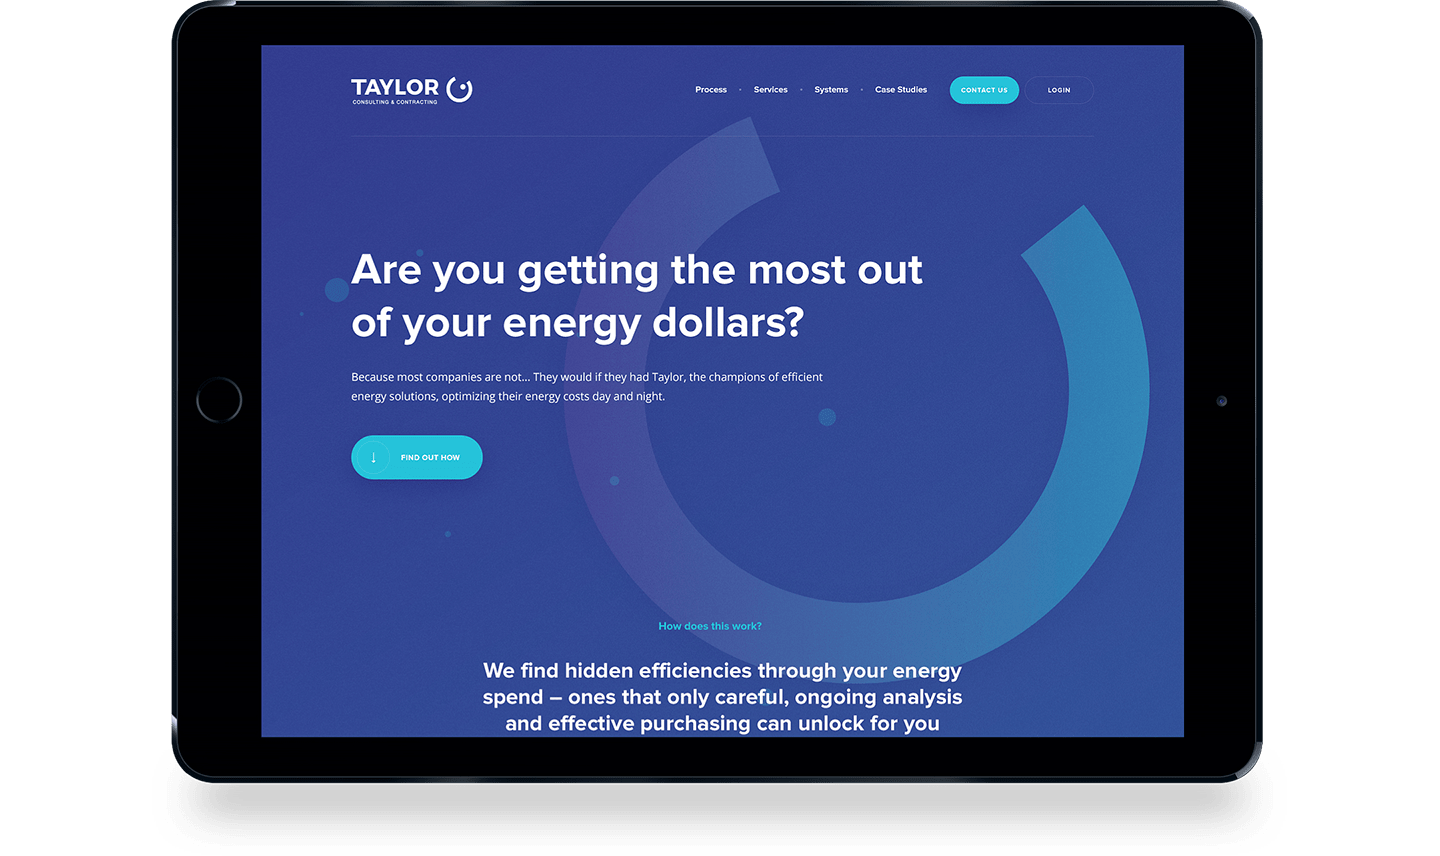 TAYLOR
CONSULTING & CONTRACTING
Process • Services • Systems • Case Studies
CONTACT US
LOGIN
Are you getting the most out
of your energy dollars?
Because most companies are not... They would if they had Taylor, the champions of efficient
energy solutions, optimizing their energy costs day and night.
↓ FIND OUT HOW
How does this work?
We find hidden efficiencies through your energy
spend – ones that only careful, ongoing analysis
and effective purchasing can unlock for you